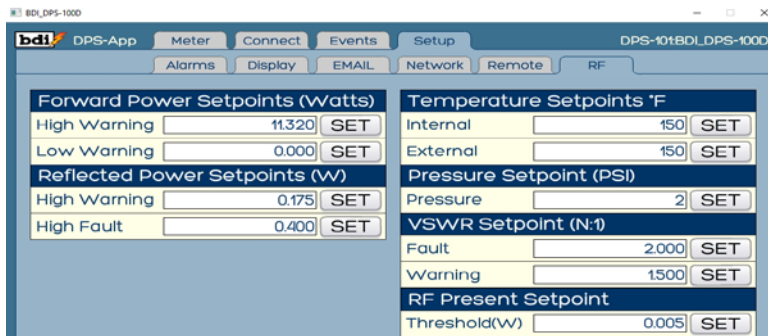 BDI_DPS-100D
bdi DPS-App Meter Connect Events Setup DPS-101:BDI_DPS-100D
Alarms Display EMAIL Network Remote RF
Forward Power Setpoints (Watts)
High Warning 11.320 SET
Low Warning 0.000 SET
Reflected Power Setpoints (W)
High Warning 0.175 SET
High Fault 0.400 SET
Temperature Setpoints °F
Internal 150 SET
External 150 SET
Pressure Setpoint (PSI)
Pressure 2 SET
VSWR Setpoint (N:1)
Fault 2.000 SET
Warning 1.500 SET
RF Present Setpoint
Threshold(W) 0.005 SET